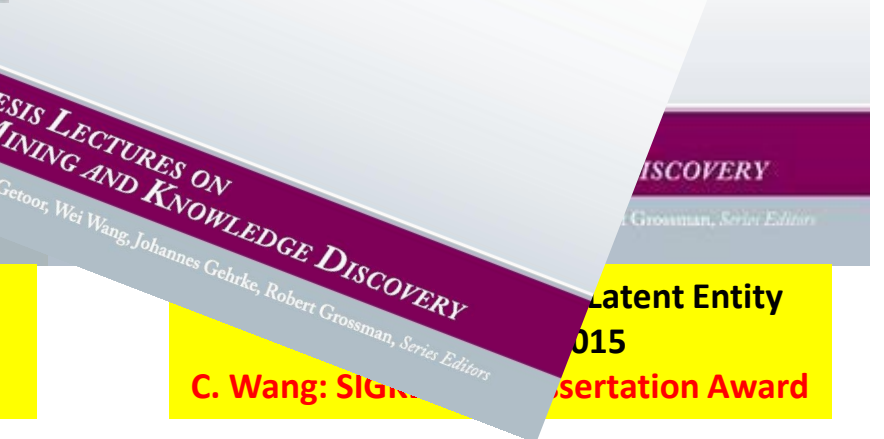 ESIS LECTURES ON
MINING AND KNOWLEDGE DISCOVERY
Getoor, Wei Wang, Johannes Gehrke, Robert Grossman, Series Editors
ISCOVERY
Grossman, Series Editors
Latent Entity
015
C. Wang: SIGK sertation Award